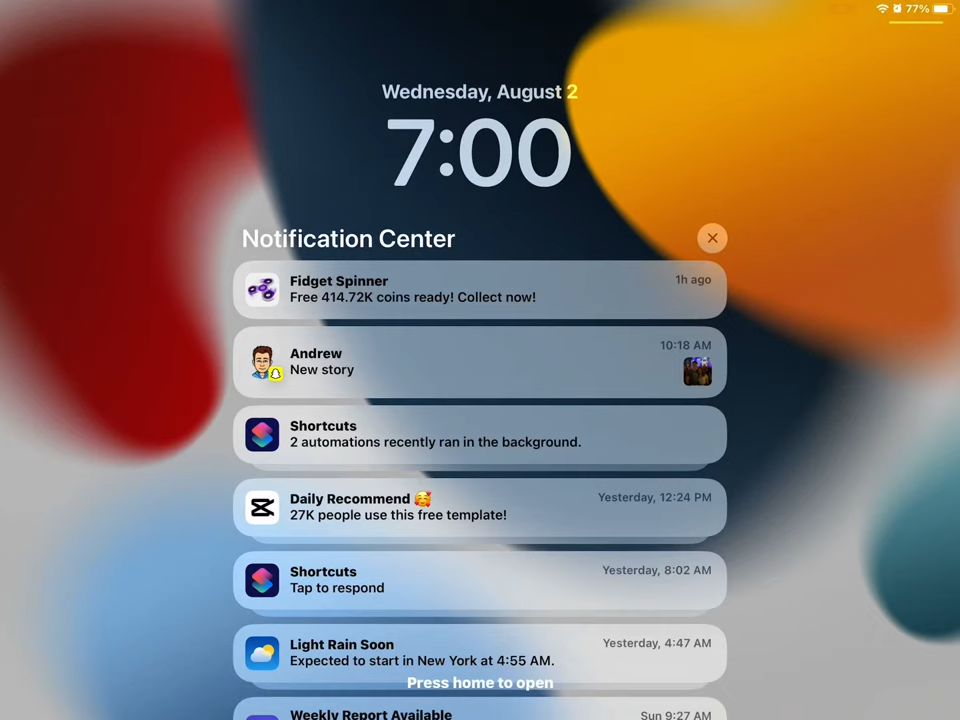 77%
Wednesday, August 2
7:00
Notification Center
Fidget Spinner 1h ago
Free 414.72K coins ready! Collect now!
Andrew 10:18 AM
New story
Shortcuts
2 automations recently ran in the background.
Daily Recommend 🥰 Yesterday, 12:24 PM
27K people use this free template!
Shortcuts Yesterday, 8:02 AM
Tap to respond
Light Rain Soon Yesterday, 4:47 AM
Expected to start in New York at 4:55 AM.
Press home to open
Weekly Report Available Sun 9:27 AM